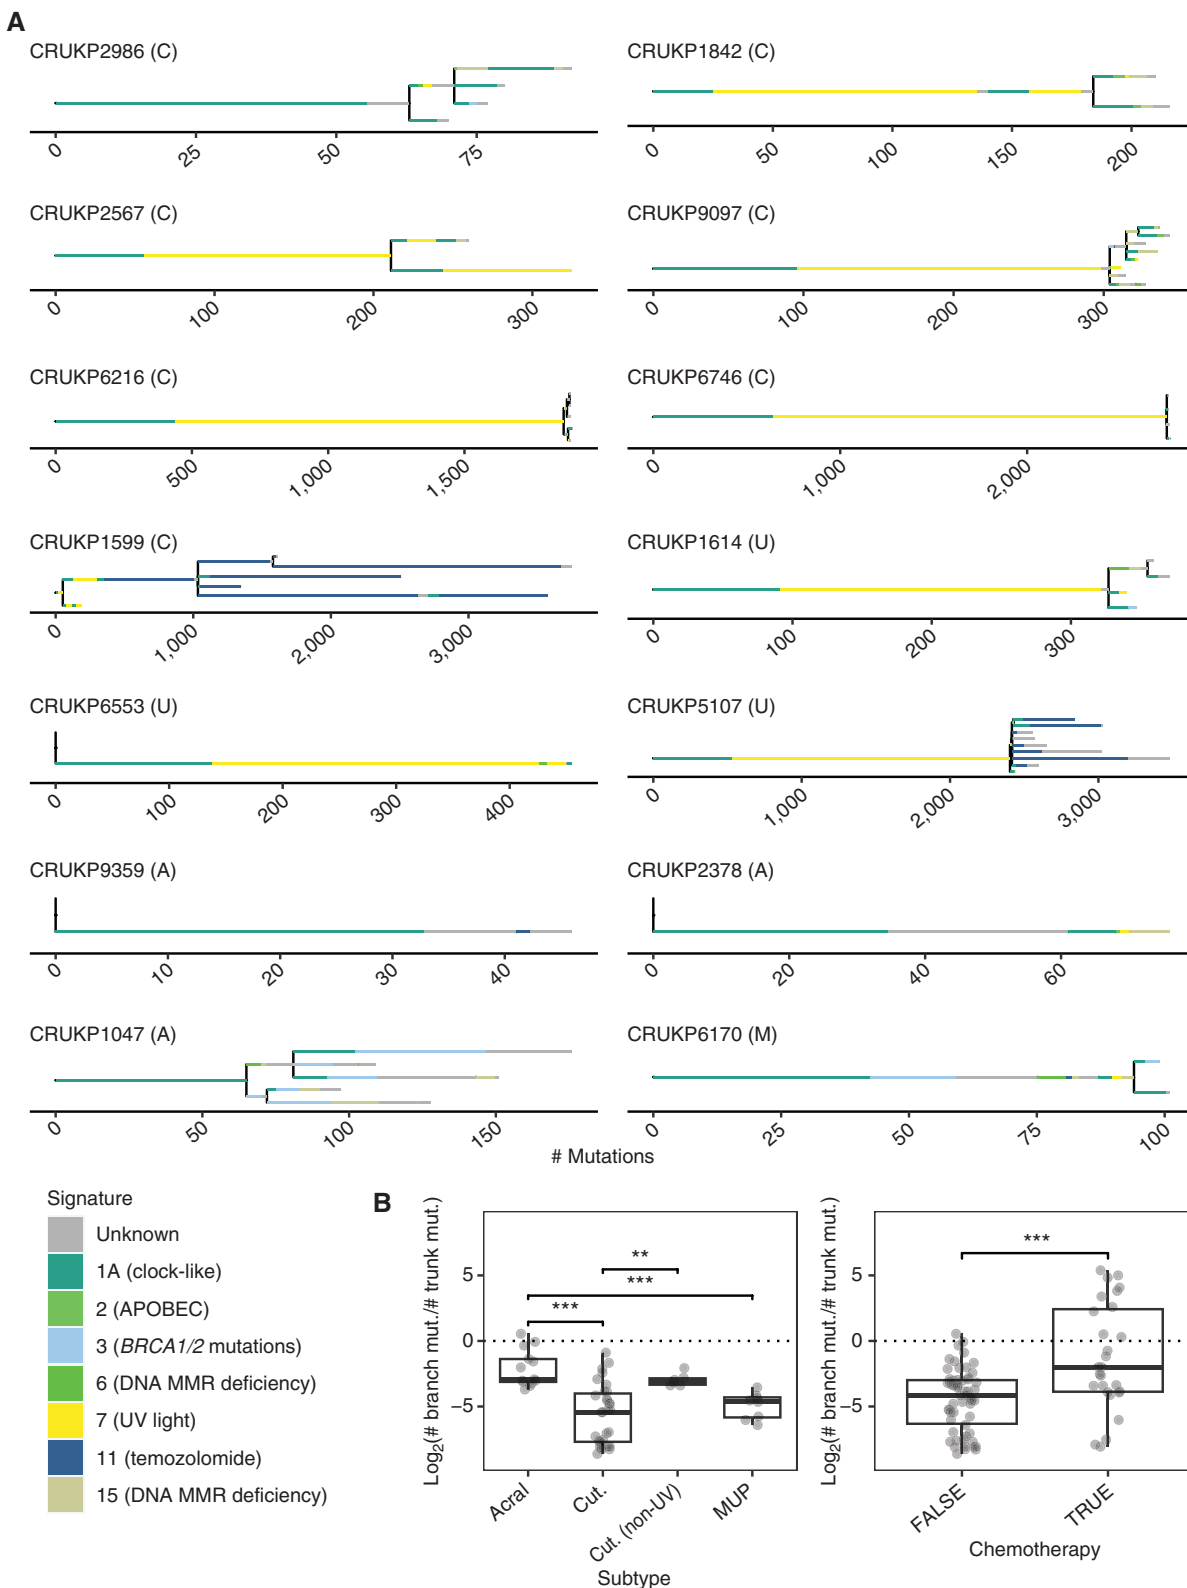 A
CRUKP2986 (C)
0 25 50 75
CRUKP1842 (C)
0 50 100 150 200
CRUKP2567 (C)
0 100 200 300
CRUKP9097 (C)
0 100 200 300
CRUKP6216 (C)
0 500 1,000 1,500
CRUKP6746 (C)
0 1,000 2,000
CRUKP1599 (C)
0 1,000 2,000 3,000
CRUKP1614 (U)
0 100 200 300
CRUKP6553 (U)
0 100 200 300 400
CRUKP5107 (U)
0 1,000 2,000 3,000
CRUKP9359 (A)
0 10 20 30 40
CRUKP2378 (A)
0 20 40 60
CRUKP1047 (A)
0 50 100 150
CRUKP6170 (M)
0 25 50 75 100
# Mutations
Signature
Unknown
1A (clock-like)
2 (APOBEC)
3 (BRCA1/2 mutations)
6 (DNA MMR deficiency)
7 (UV light)
11 (temozolomide)
15 (DNA MMR deficiency)
B
Log2(# branch mut./# trunk mut.)
5
0
−5
**
***
***
Acral
Cut.
Cut. (non-UV)
MUP
Subtype
Log2(# branch mut./# trunk mut.)
5
0
−5
***
FALSE
TRUE
Chemotherapy